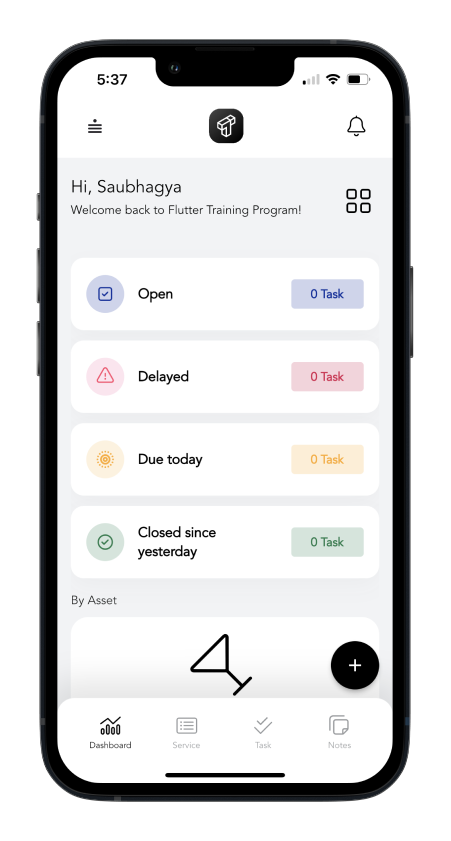 5:37
Hi, Saubhagya
Welcome back to Flutter Training Program!
Open
0 Task
Delayed
0 Task
Due today
0 Task
Closed since
yesterday
0 Task
By Asset
Dashboard
Service
Task
Notes